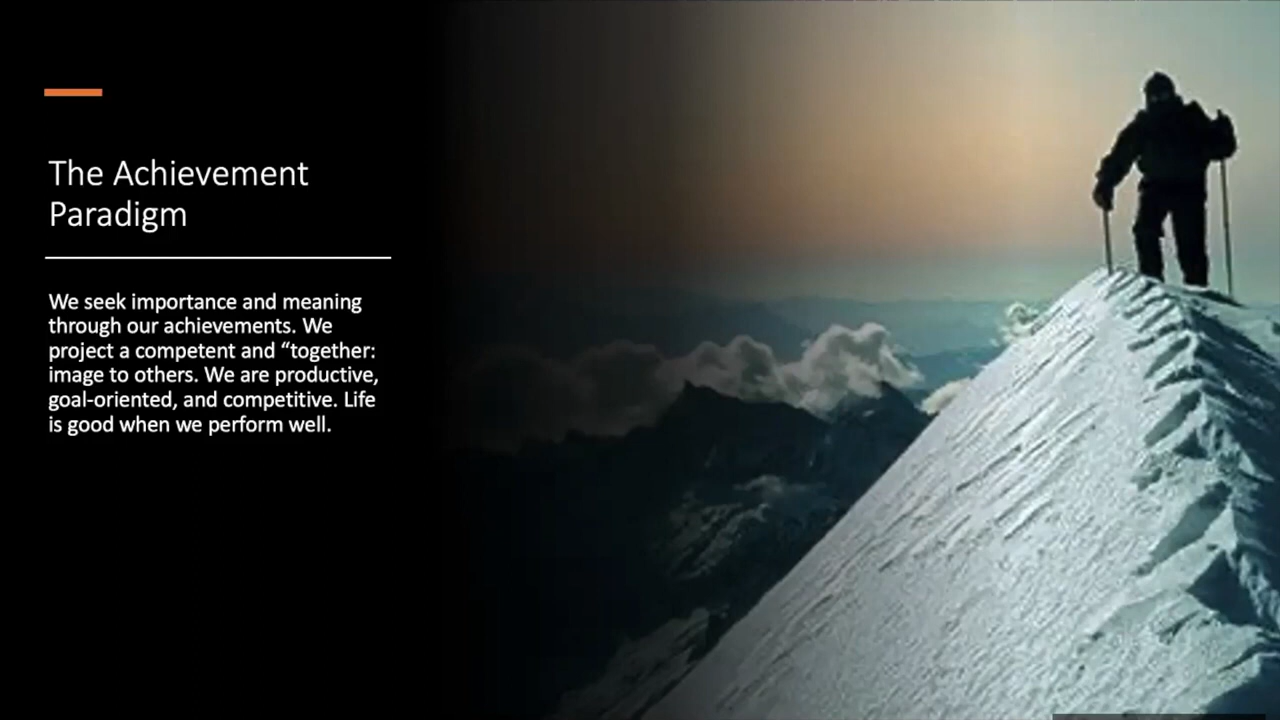 The Achievement
Paradigm
We seek importance and meaning
through our achievements. We
project a competent and “together:
image to others. We are productive,
goal-oriented, and competitive. Life
is good when we perform well.